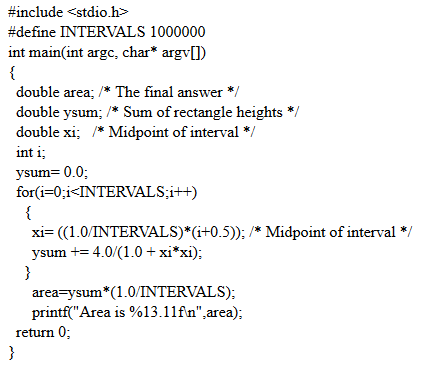 #include <stdio.h>
#define INTERVALS 1000000
int main(int argc, char* argv[])
{
double area; /* The final answer */
double ysum; /* Sum of rectangle heights */
double xi; /* Midpoint of interval */
int i;
ysum= 0.0;
for(i=0;i<INTERVALS;i++)
{
xi= ((1.0/INTERVALS)*(i+0.5)); /* Midpoint of interval */
ysum += 4.0/(1.0 + xi*xi);
}
area=ysum*(1.0/INTERVALS);
printf("Area is %13.11f\n",area);
return 0;
}